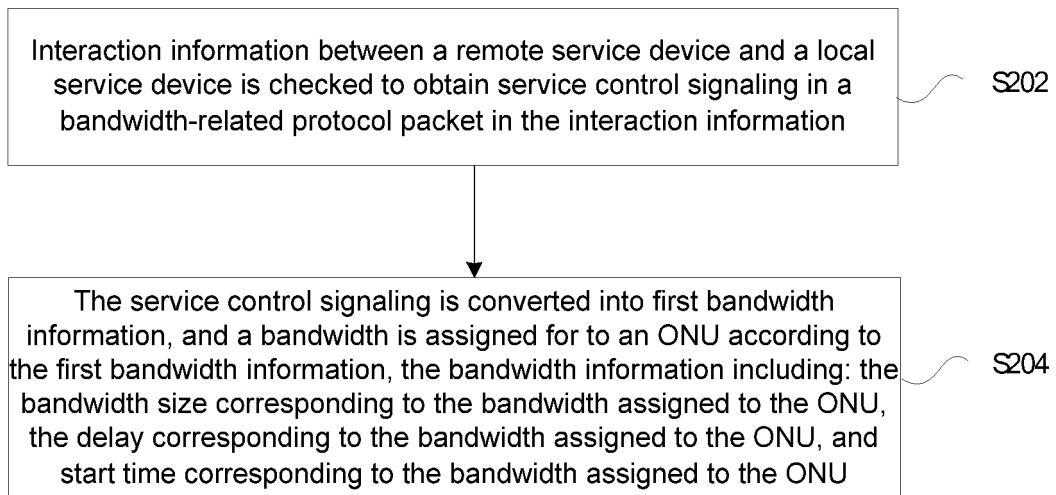 Interaction information between a remote service device and a local
service device is checked to obtain service control signaling in a
bandwidth-related protocol packet in the interaction information
S202
The service control signaling is converted into first bandwidth
information, and a bandwidth is assigned for to an ONU according to
the first bandwidth information, the bandwidth information including: the
bandwidth size corresponding to the bandwidth assigned to the ONU,
the delay corresponding to the bandwidth assigned to the ONU, and
start time corresponding to the bandwidth assigned to the ONU
S204